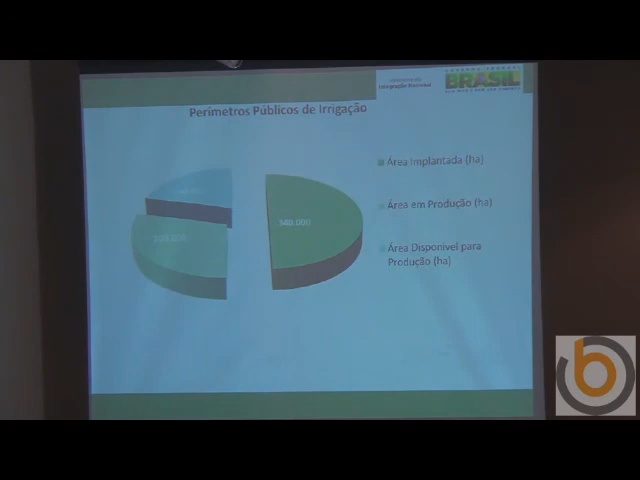 Integração Nacional
BRASIL
Perímetros Públicos de Irrigação
Área Implantada (ha)
340.000
Área em Produção (ha)
Área Disponível para
Produção (ha)
b